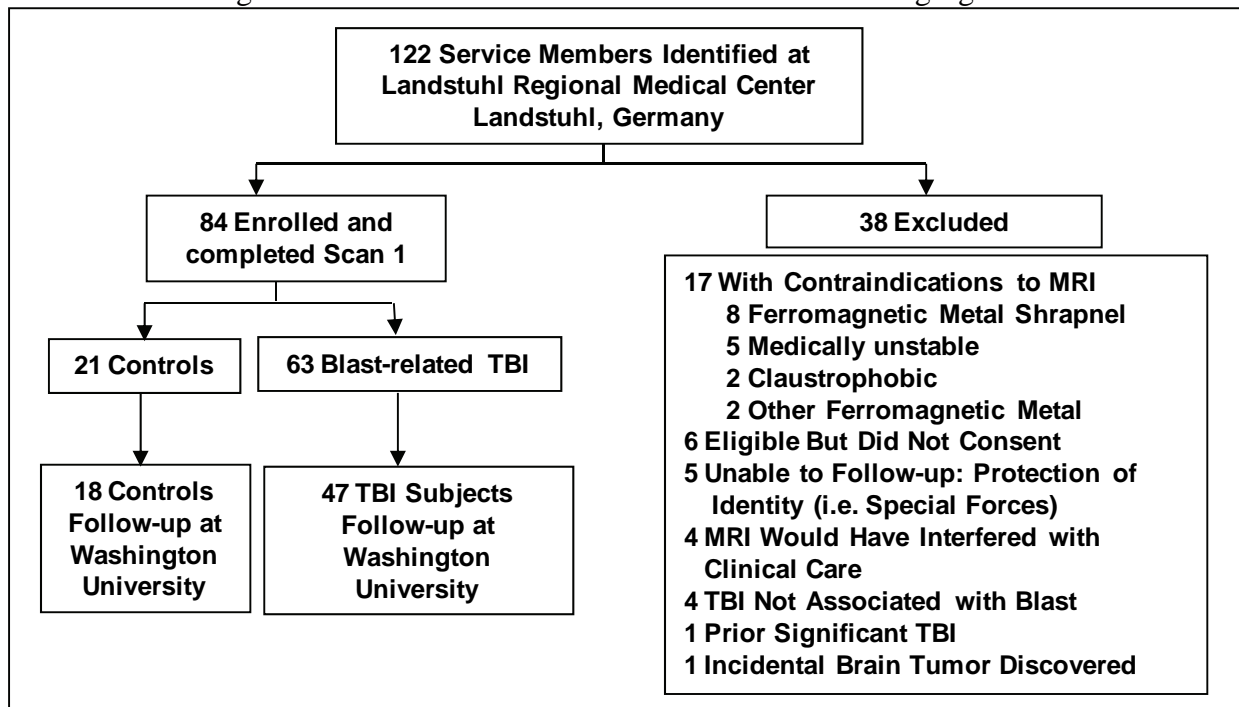 122 Service Members Identified at
Landstuhl Regional Medical Center
Landstuhl, Germany
84 Enrolled and
completed Scan 1
38 Excluded
21 Controls
63 Blast-related TBI
18 Controls
Follow-up at
Washington
University
47 TBI Subjects
Follow-up at
Washington
University
17 With Contraindications to MRI
8 Ferromagnetic Metal Shrapnel
5 Medically unstable
2 Claustrophobic
2 Other Ferromagnetic Metal
6 Eligible But Did Not Consent
5 Unable to Follow-up: Protection of
Identity (i.e. Special Forces)
4 MRI Would Have Interfered with
Clinical Care
4 TBI Not Associated with Blast
1 Prior Significant TBI
1 Incidental Brain Tumor Discovered